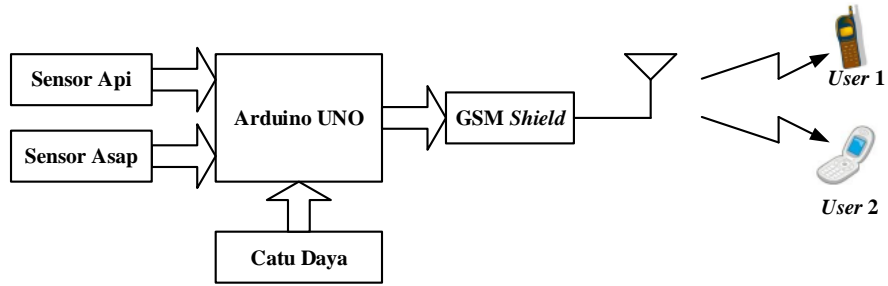 Sensor Api
Sensor Asap
Arduino UNO
Catu Daya
GSM Shield
User 1
User 2